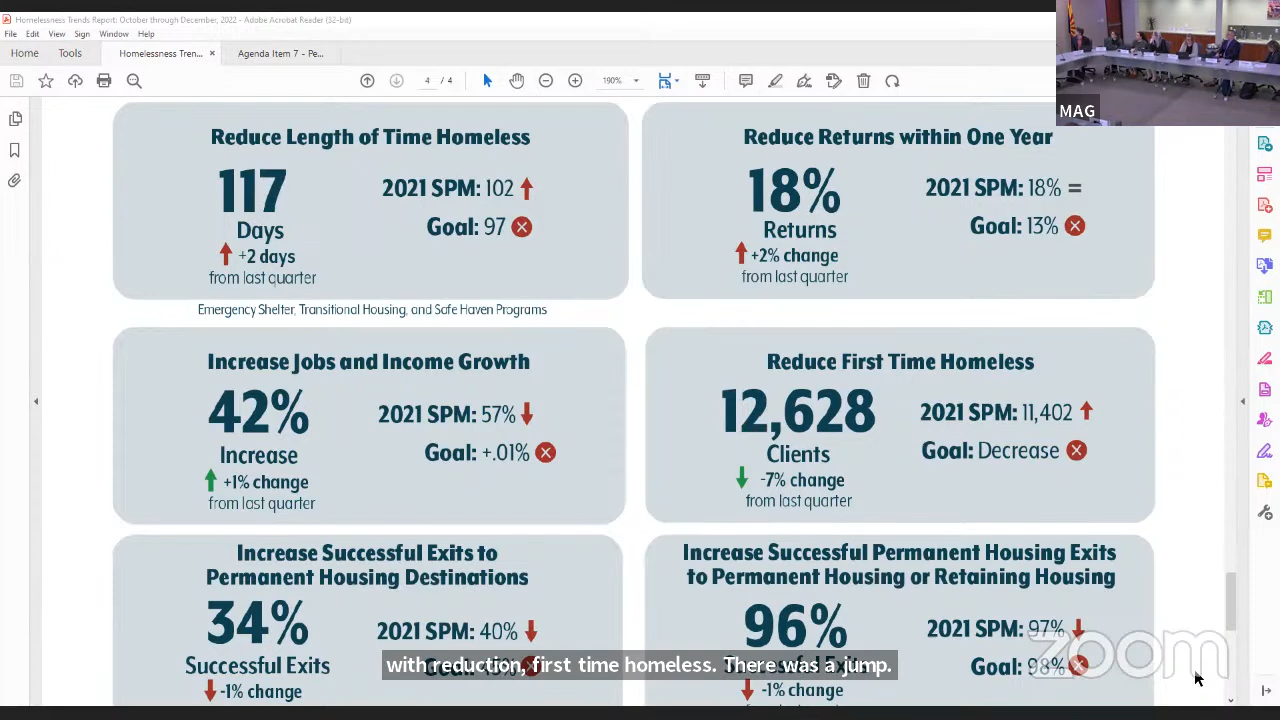 Homelessness Trends Report: October through December, 2022 - Adobe Acrobat Reader (32-bit)
File Edit View Sign Window Help
Home Tools Homelessness Tren... × Agenda Item 7 - Pe...
4 / 4 190%
MAG
Reduce Length of Time Homeless
117
Days
+2 days
from last quarter
2021 SPM: 102
Goal: 97
Emergency Shelter, Transitional Housing, and Safe Haven Programs
Reduce Returns within One Year
18%
Returns
+2% change
from last quarter
2021 SPM: 18% =
Goal: 13%
Increase Jobs and Income Growth
42%
Increase
+1% change
from last quarter
2021 SPM: 57%
Goal: +.01%
Reduce First Time Homeless
12,628
Clients
-7% change
from last quarter
2021 SPM: 11,402
Goal: Decrease
Increase Successful Exits to
Permanent Housing Destinations
34%
Successful Exits
-1% change
2021 SPM: 40%
Increase Successful Permanent Housing Exits
to Permanent Housing or Retaining Housing
96%
Successful Exits
-1% change
2021 SPM: 97%
Goal: 98%
with reduction, first time homeless. There was a jump.
zoom